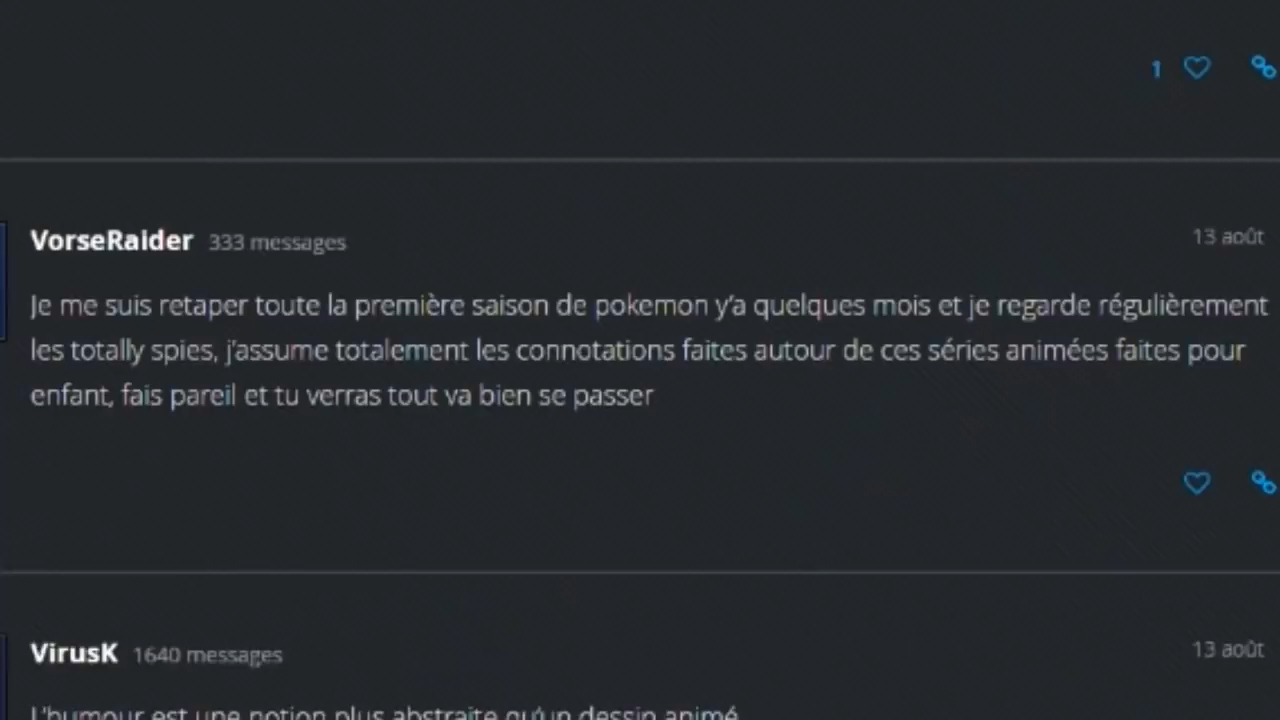 1
VorseRaider 333 messages 13 août
Je me suis retaper toute la première saison de pokemon y'a quelques mois et je regarde régulièrement
les totally spies, j'assume totalement les connotations faites autour de ces séries animées faites pour
enfant, fais pareil et tu verras tout va bien se passer
VirusK 1640 messages 13 août
L'humour est une notion plus abstraite qu'un dessin animé